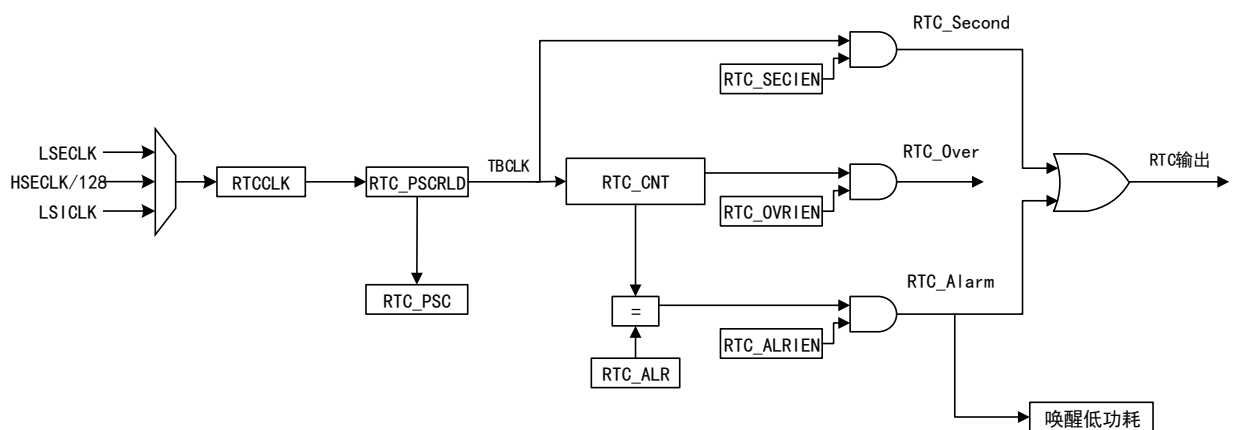 RTC_Second
RTC_SECIEN
LSECLK
HSECLK/128
LSICLK
RTCCLK
RTC_PSCRLD
TBCLK
RTC_CNT
RTC_Over
RTC_OVRIEN
RTC输出
RTC_PSC
=
RTC_Alarm
RTC_ALRIEN
RTC_ALR
唤醒低功耗